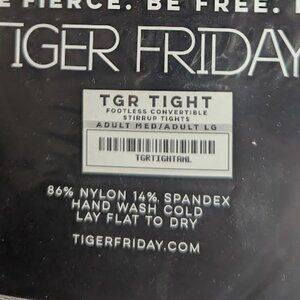 E FIERCE. BE FREE.
TIGER FRIDAY
TGR TIGHT
FOOTLESS CONVERTIBLE
STIRRUP TIGHTS
ADULT MED/ADULT LG
TGRTIGHTAML
86% NYLON 14% SPANDEX
HAND WASH COLD
LAY FLAT TO DRY
TIGERFRIDAY.COM